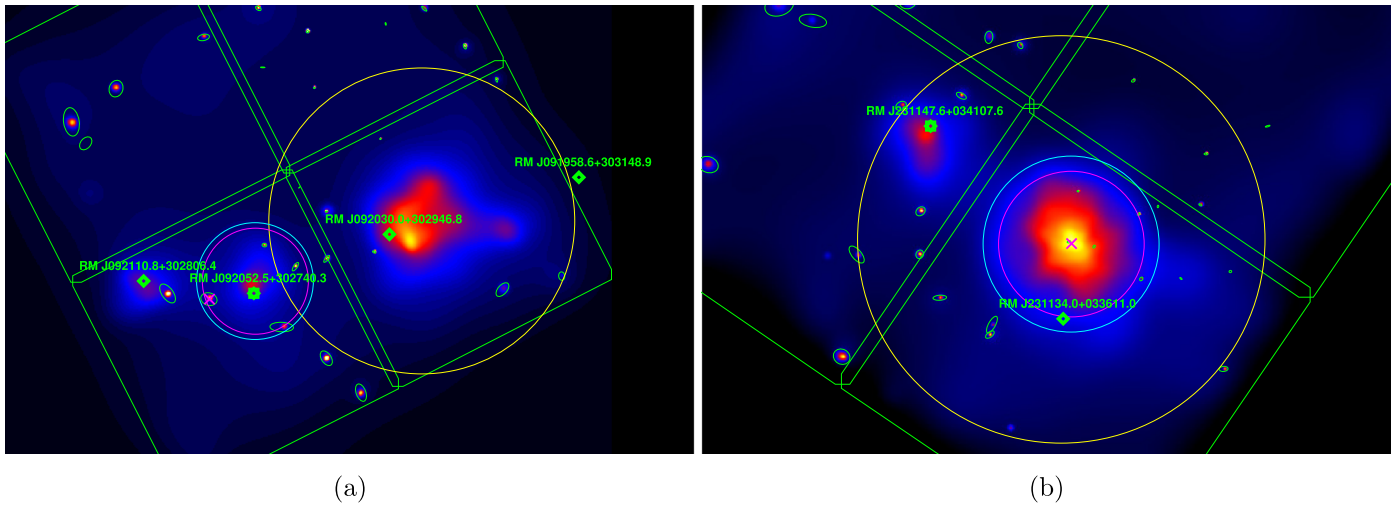 RM J091958.6+303148.9
RM J092030.0+302946.8
RM J092110.8+302806.4
RM J092052.5+302740.3
RM J231147.6+034107.6
RM J231134.0+033611.0
(a)
(b)